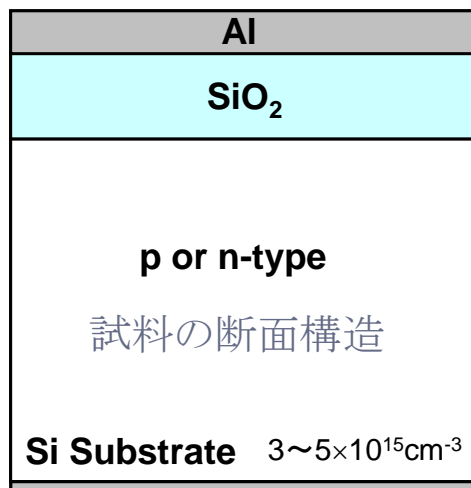 Al
SiO₂
p or n-type
試料の断面構造
Si Substrate 3～5×10¹⁵cm⁻³